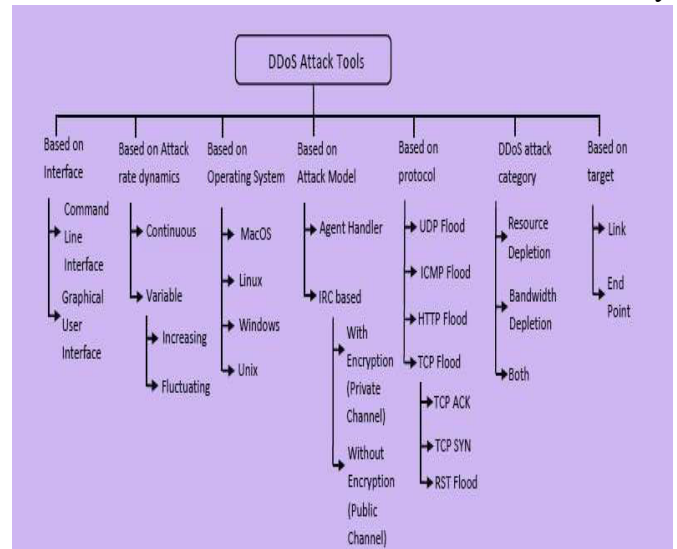 y
DDoS Attack Tools
Based on
Interface
Command
Line
Interface
Graphical
User
Interface
Based on Attack
rate dynamics
Continuous
Variable
Increasing
Fluctuating
Based on
Operating System
MacOS
Linux
Windows
Unix
Based on
Attack Model
Agent Handler
IRC based
With
Encryption
(Private
Channel)
Without
Encryption
(Public
Channel)
Based on
protocol
UDP Flood
ICMP Flood
HTTP Flood
TCP Flood
TCP ACK
TCP SYN
RST Flood
DDoS attack
category
Resource
Depletion
Bandwidth
Depletion
Both
Based on
target
Link
End
Point